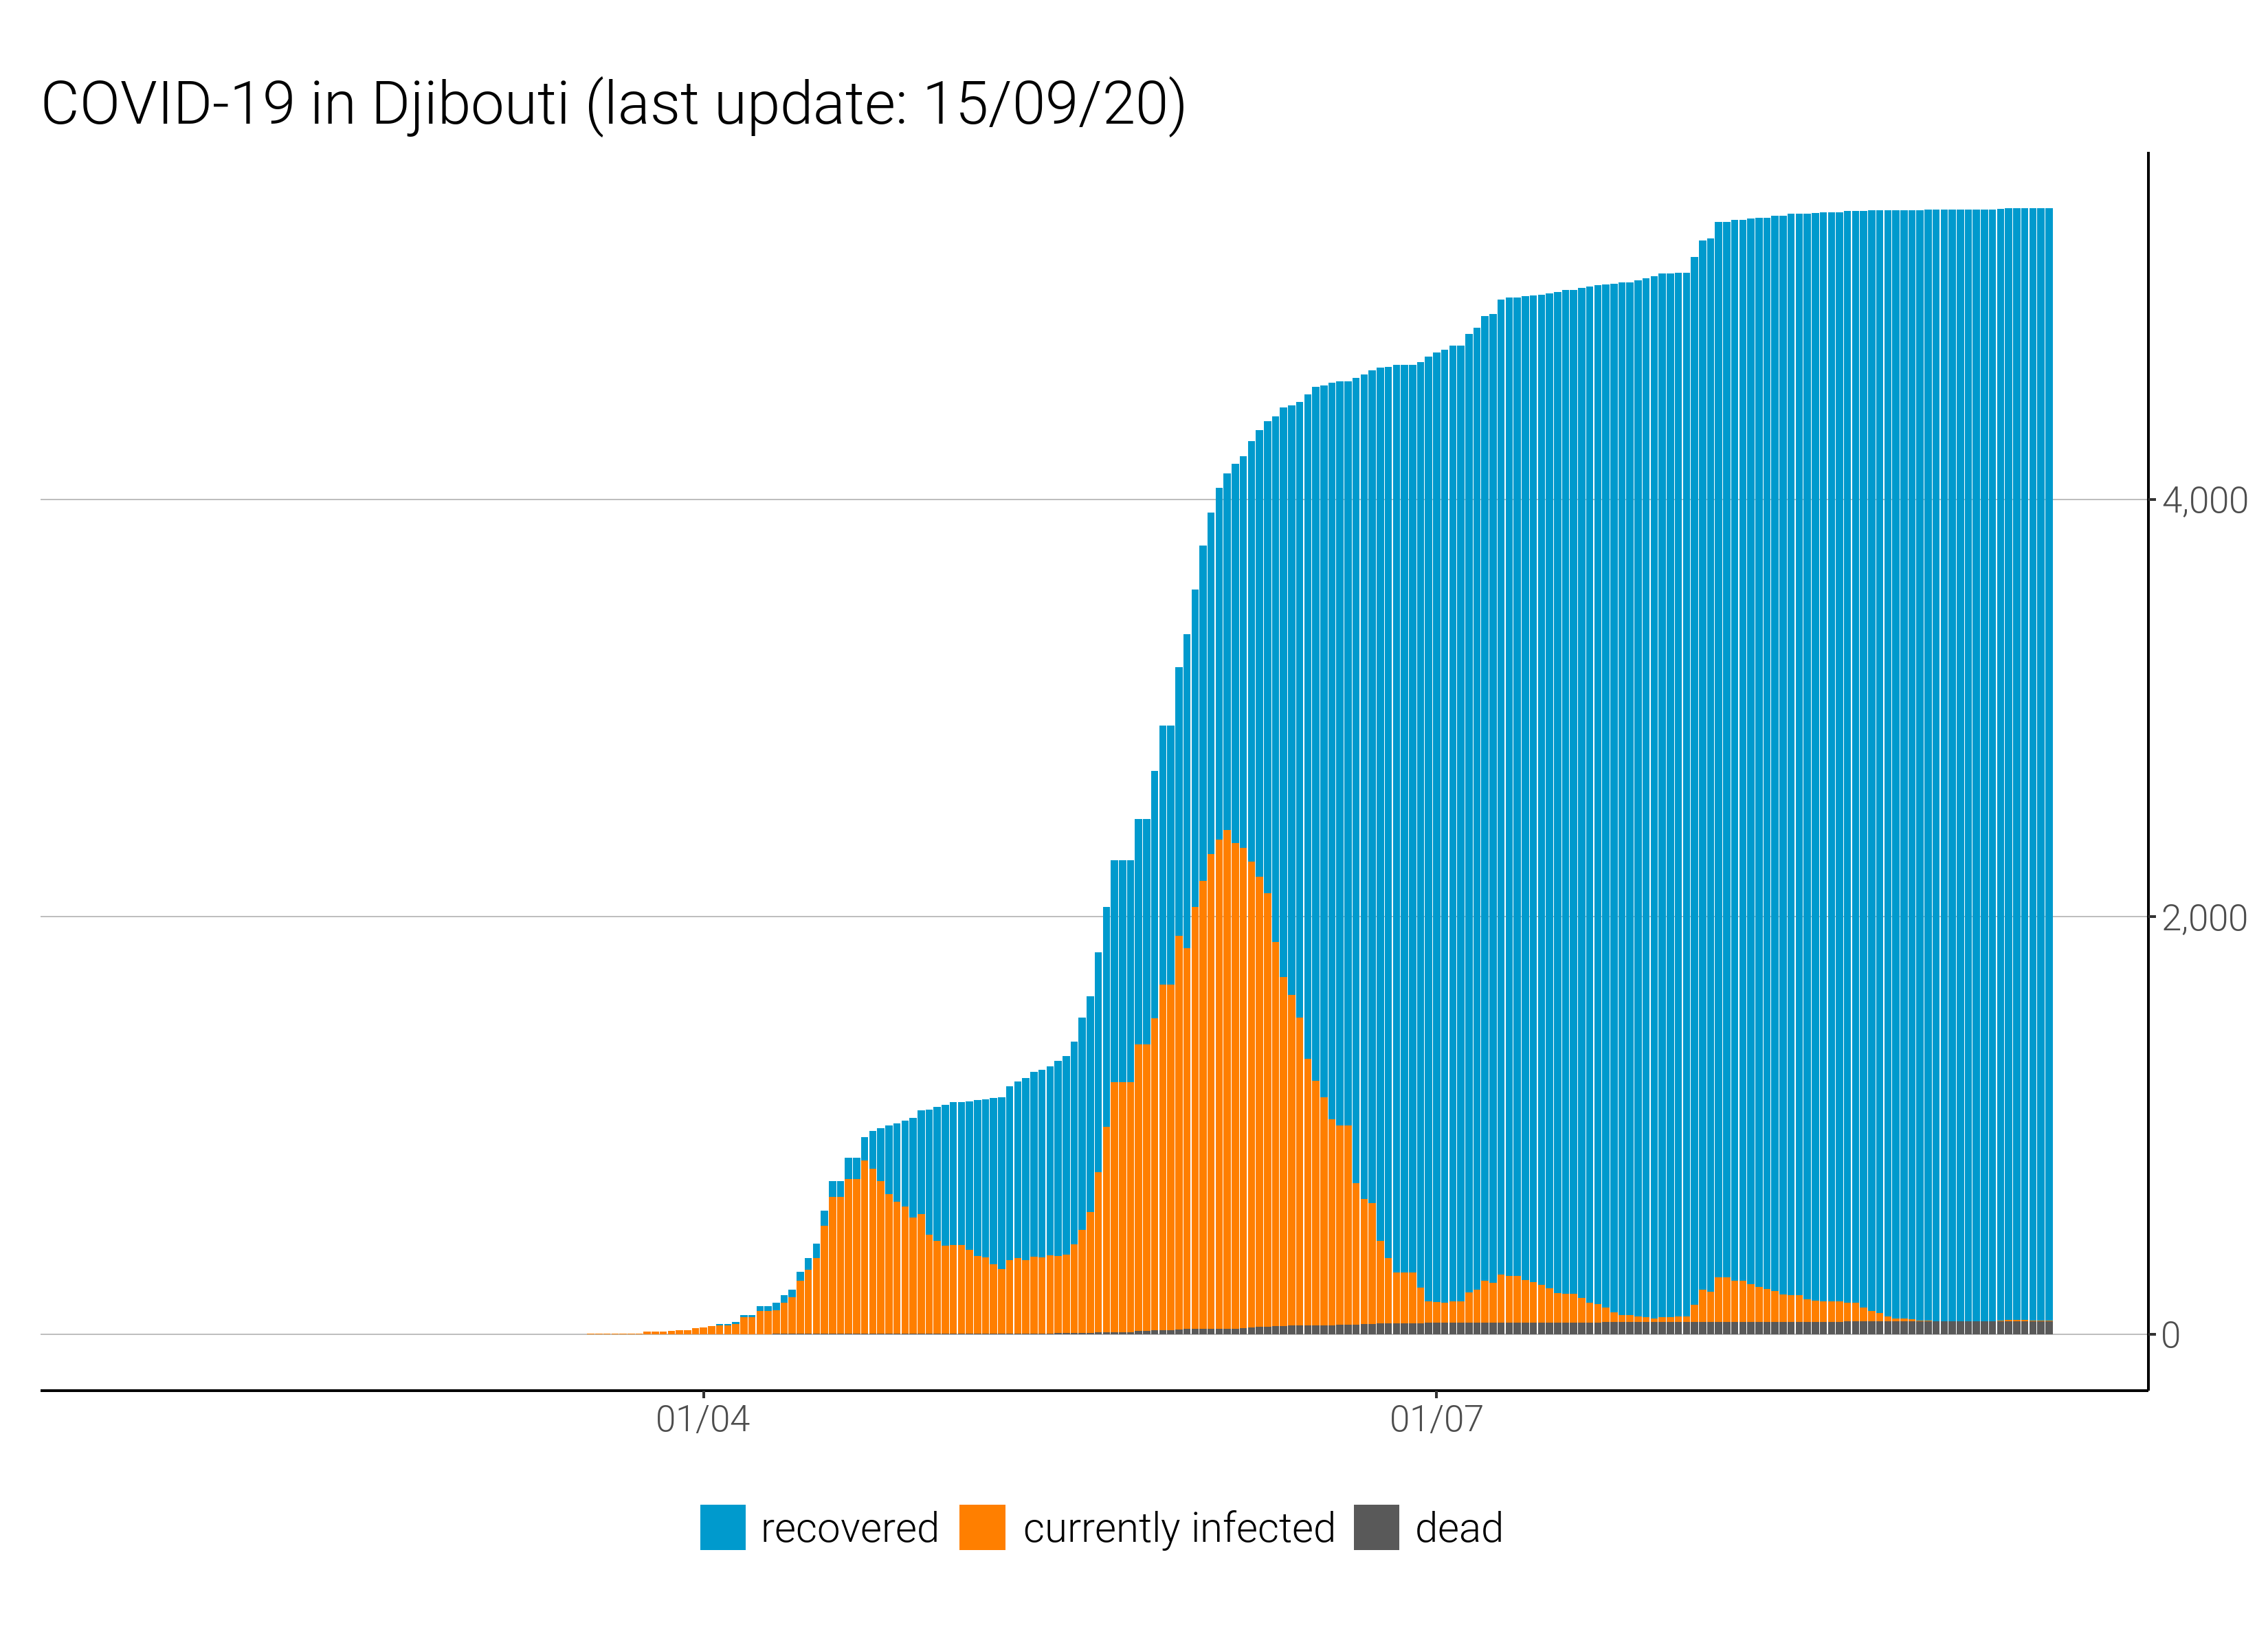 COVID-19 in Djibouti (last update: 15/09/20)
4,000
2,000
0
01/04 01/07
recovered currently infected dead